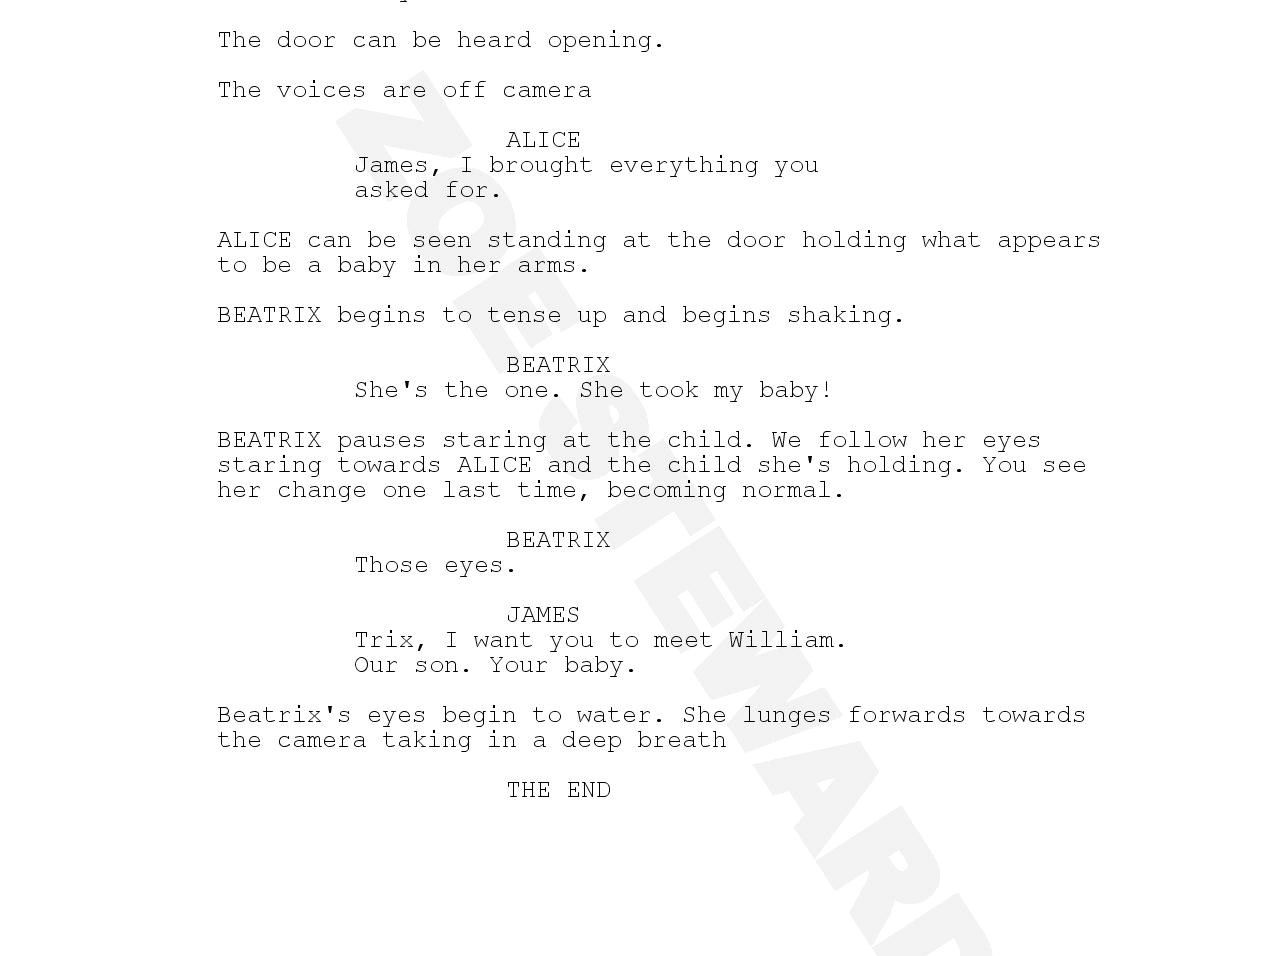 The door can be heard opening.
The voices are off camera
ALICE
James, I brought everything you
asked for.
ALICE can be seen standing at the door holding what appears
to be a baby in her arms.
BEATRIX begins to tense up and begins shaking.
BEATRIX
She's the one. She took my baby!
BEATRIX pauses staring at the child. We follow her eyes
staring towards ALICE and the child she's holding. You see
her change one last time, becoming normal.
BEATRIX
Those eyes.
JAMES
Trix, I want you to meet William.
Our son. Your baby.
Beatrix's eyes begin to water. She lunges forwards towards
the camera taking in a deep breath
THE END
ZOE STEWARD